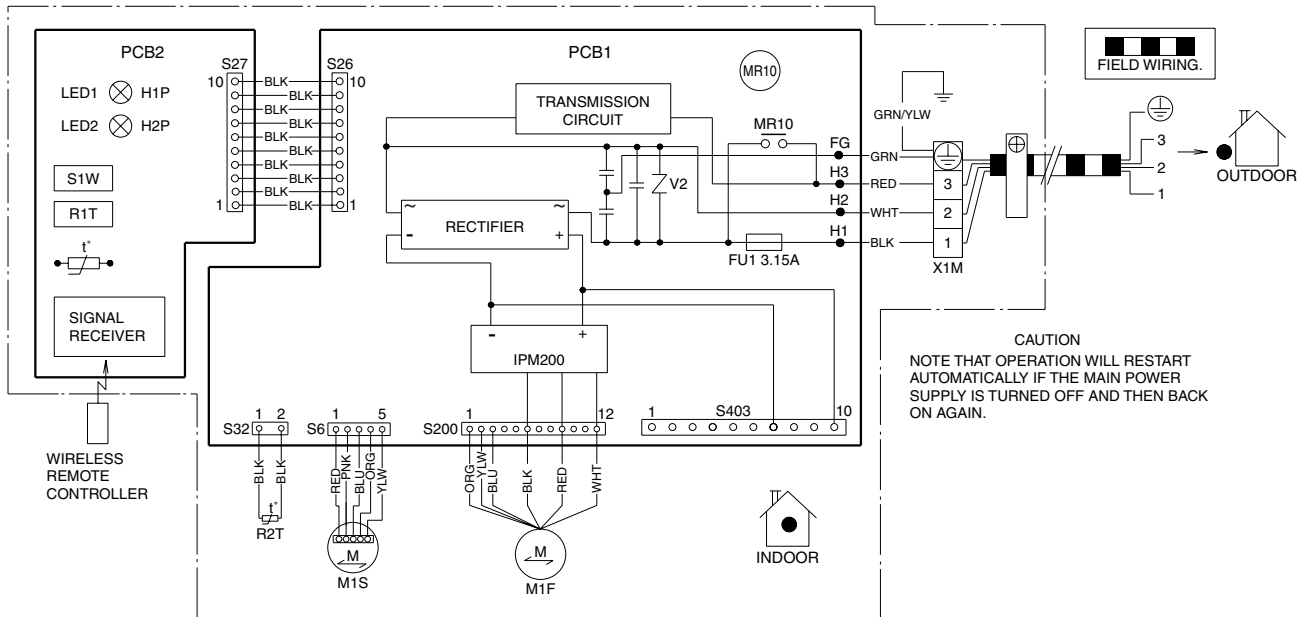 PCB2
LED1 H1P
LED2 H2P
S1W
R1T
t°
SIGNAL
RECEIVER
WIRELESS
REMOTE
CONTROLLER
S27
10
1
S26
10
1
BLK
BLK
BLK
BLK
BLK
BLK
BLK
BLK
BLK
BLK
PCB1
MR10
TRANSMISSION
CIRCUIT
MR10
V2
~ ~
RECTIFIER
- +
FU1 3.15A
- +
IPM200
FG
H3
H2
H1
GRN/YLW
GRN
RED
WHT
BLK
3
2
1
X1M
FIELD WIRING.
3
2
1
OUTDOOR
CAUTION
NOTE THAT OPERATION WILL RESTART
AUTOMATICALLY IF THE MAIN POWER
SUPPLY IS TURNED OFF AND THEN BACK
ON AGAIN.
1 2
S32
BLK
BLK
t°
R2T
1 5
S6
RED
PNK
BLU
ORG
YLW
M
M1S
1 12
S200
ORG
YLW
BLU
BLK
RED
WHT
M
M1F
1 S403 10
INDOOR